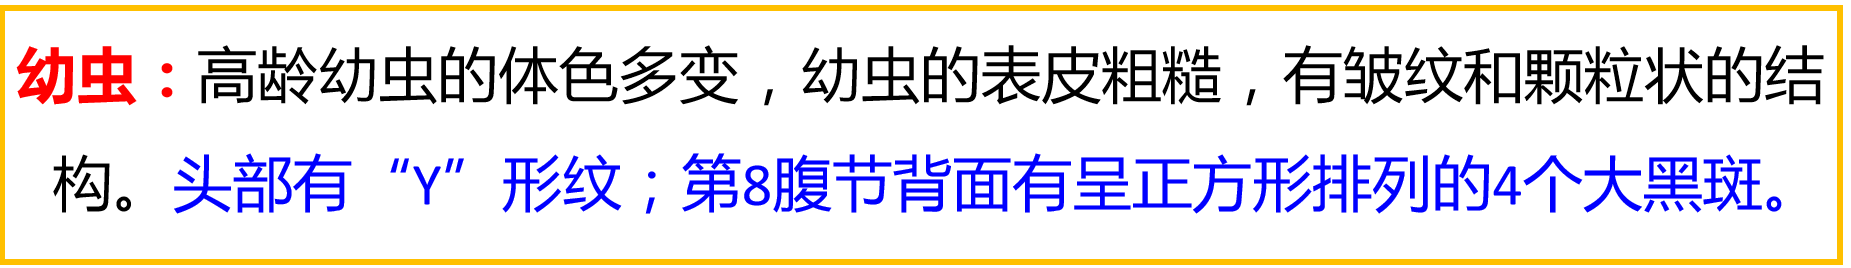 幼虫：高龄幼虫的体色多变，幼虫的表皮粗糙，有皱纹和颗粒状的结
构。头部有“Y”形纹；第8腹节背面有呈正方形排列的4个大黑斑。